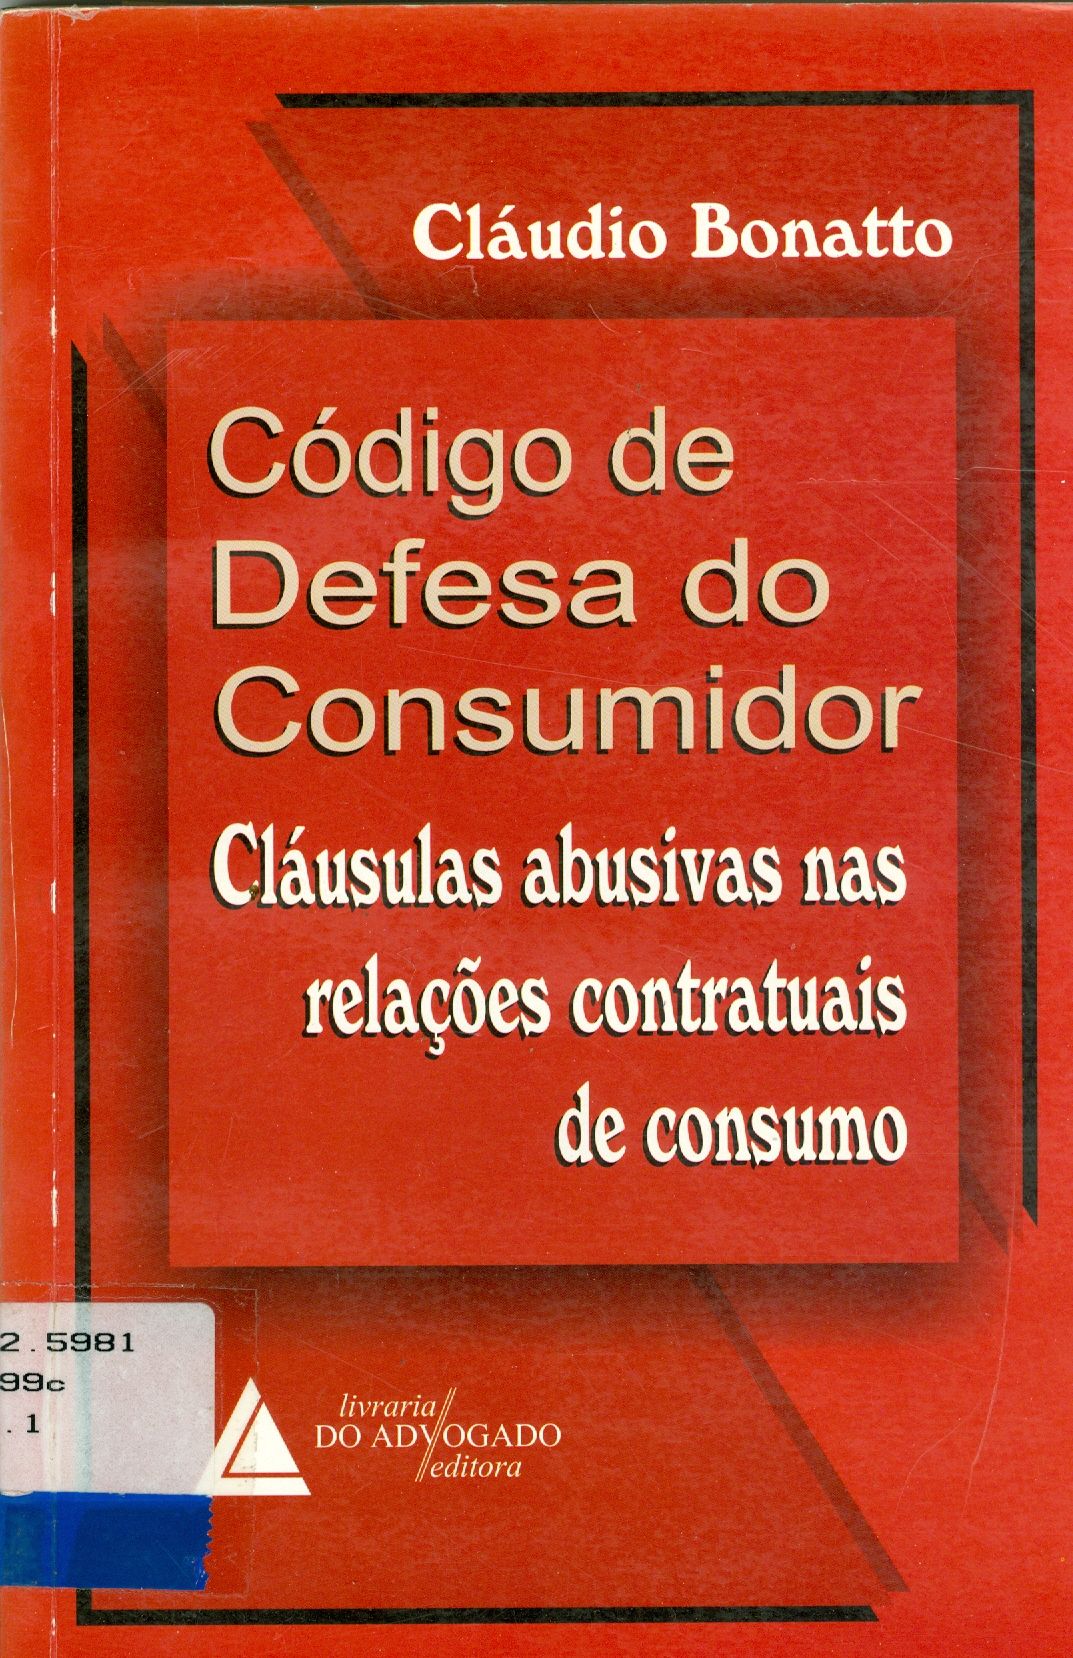 Cláudio Bonatto
Código de
Defesa do
Consumidor
Cláusulas abusivas nas
relações contratuais
de consumo
2.5981
99c
.1
livraria
DO ADVOGADO
editora